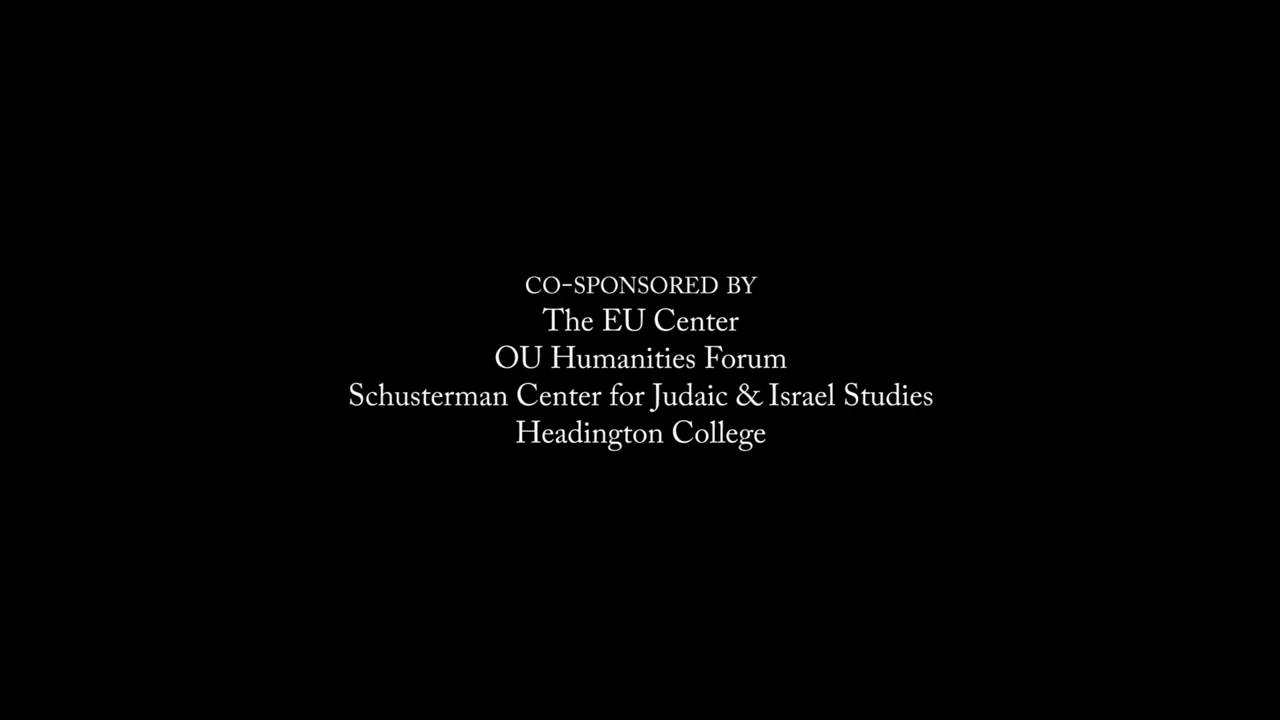 CO-SPONSORED BY
The EU Center
OU Humanities Forum
Schusterman Center for Judaic & Israel Studies
Headington College